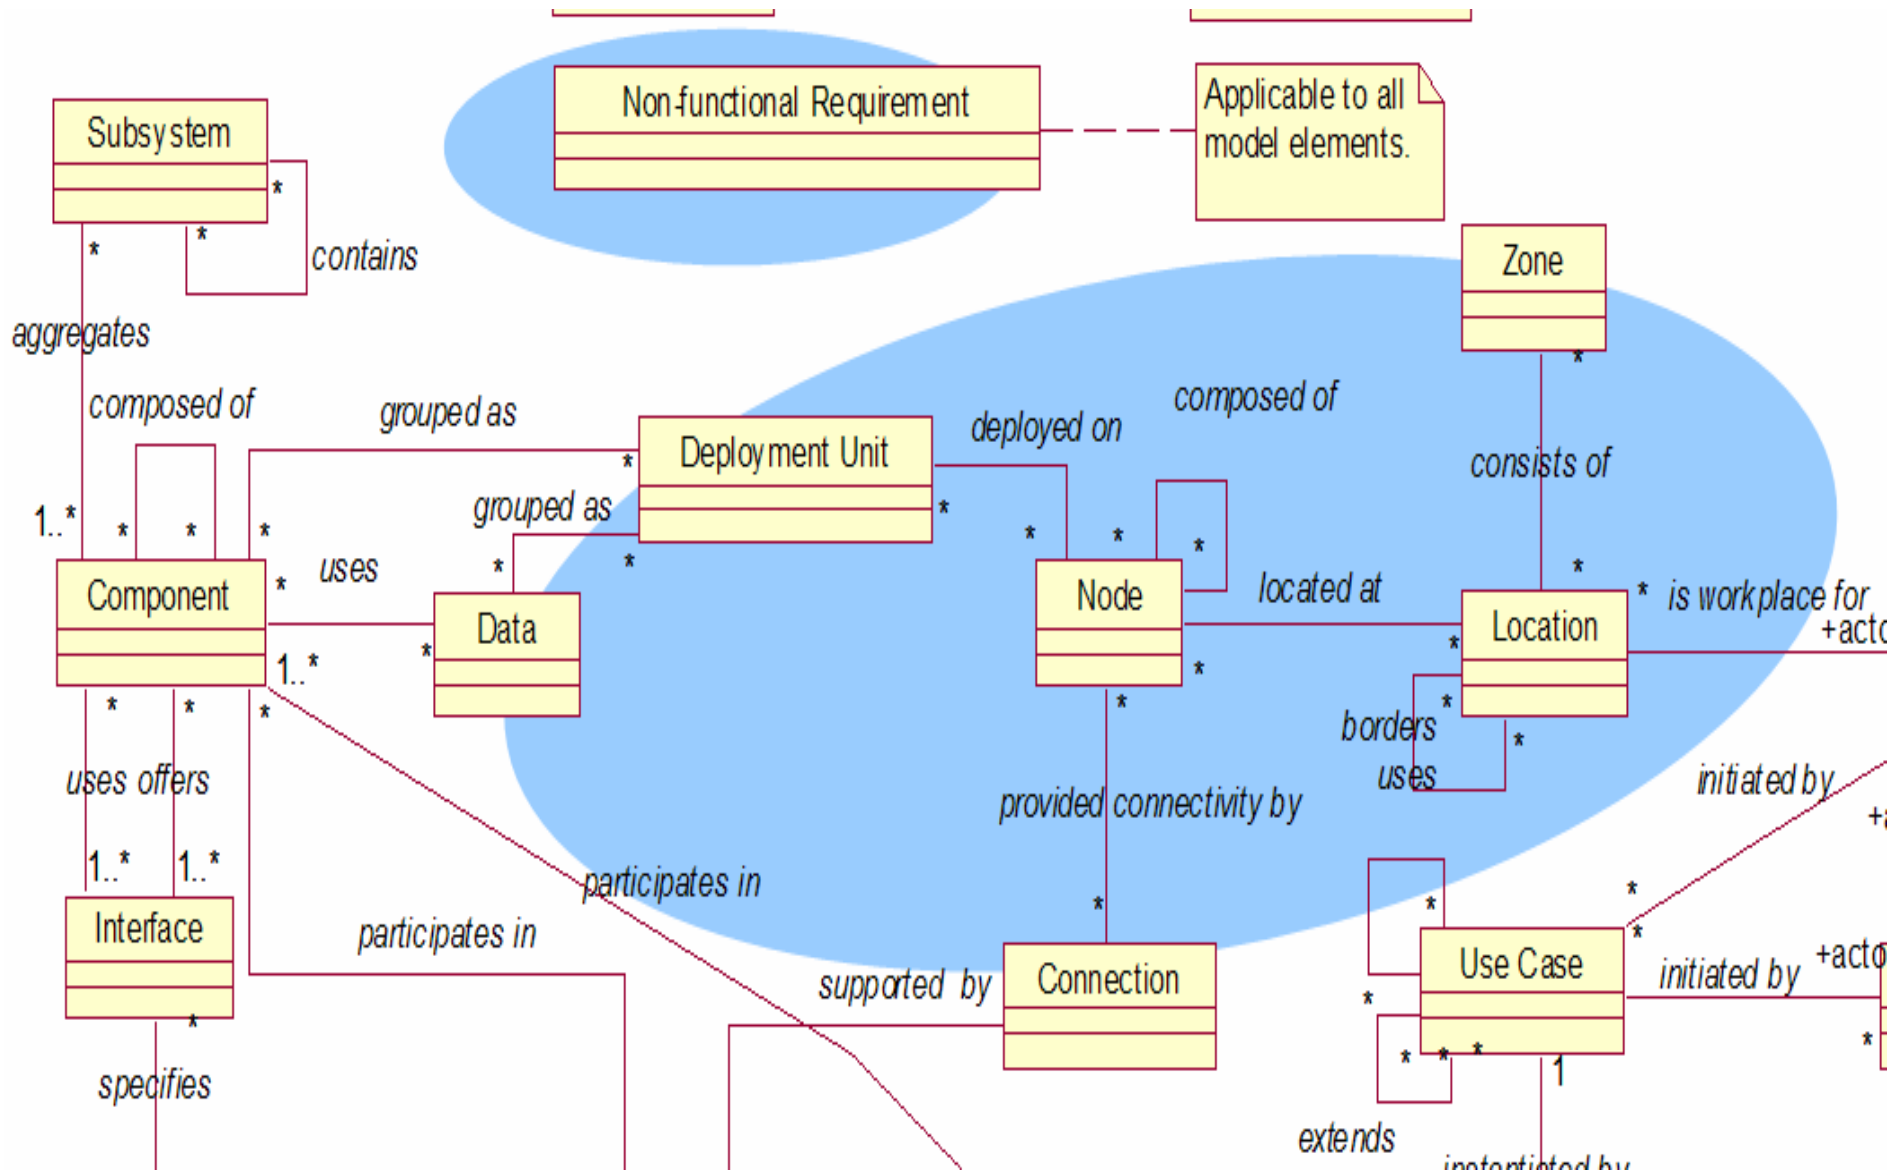 Non-functional Requirement
Applicable to all
model elements.
Subsystem
*
*
*
contains
Zone
*
aggregates
composed of
grouped as
deployed on
composed of
consists of
Deployment Unit
*
*
grouped as
1..*
*
*
*
*
*
*
*
*
*
uses
*
*
Component
*
Data
*
Node
located at
*
Location
*
is workplace for
+acto
1..*
*
*
*
*
*
*
*
*
*
borders
uses
uses offers
provided connectivity by
initiated by
1..*
1..*
participates in
*
*
*
*
Interface
participates in
supported by
Connection
Use Case
initiated by
+acto
*
*
*
*
*
*
1
specifies
extends